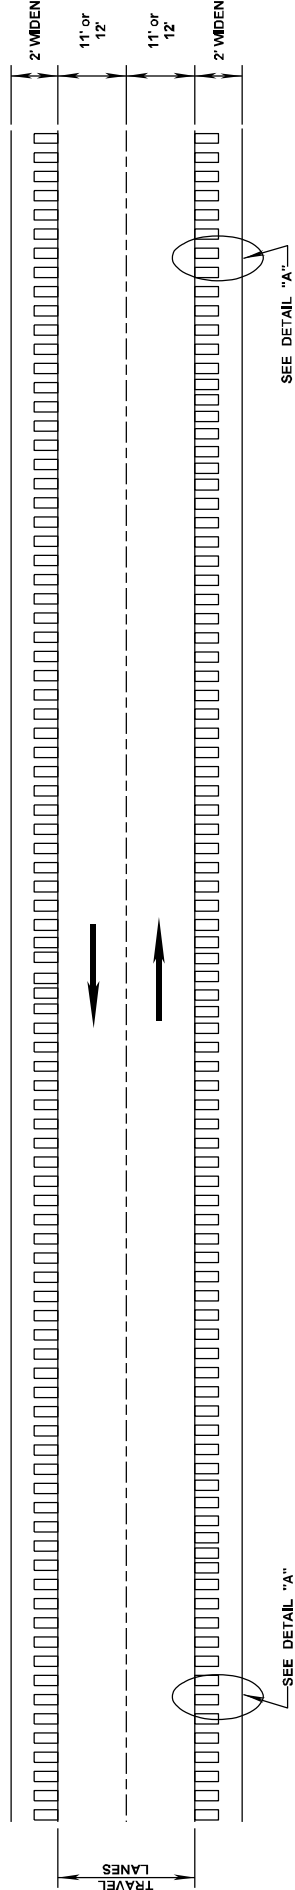 2' WIDEN
11' or
12'
11' or
12'
2' WIDEN
SEE DETAIL "A"
SEE DETAIL "A"
TRAVEL
LANES